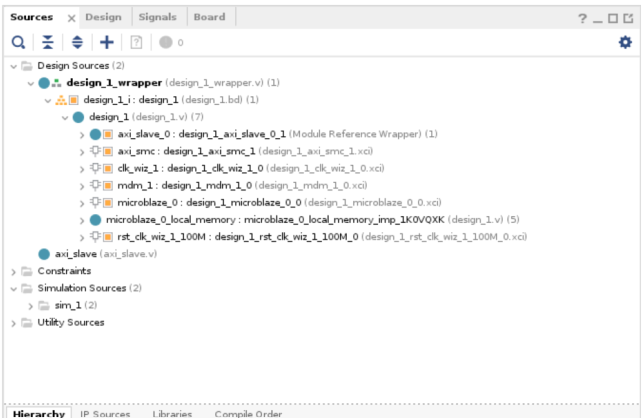 Sources × Design Signals Board ? _
0
Design Sources (2)
design_1_wrapper (design_1_wrapper.v) (1)
design_1_i : design_1 (design_1.bd) (1)
design_1 (design_1.v) (7)
axi_slave_0 : design_1_axi_slave_0_1 (Module Reference Wrapper) (1)
axi_smc : design_1_axi_smc_1 (design_1_axi_smc_1.xci)
clk_wiz_1 : design_1_clk_wiz_1_0 (design_1_clk_wiz_1_0.xci)
mdm_1 : design_1_mdm_1_0 (design_1_mdm_1_0.xci)
microblaze_0 : design_1_microblaze_0_0 (design_1_microblaze_0_0.xci)
microblaze_0_local_memory : microblaze_0_local_memory_imp_1K0VQXK (design_1.v) (5)
rst_clk_wiz_1_100M : design_1_rst_clk_wiz_1_100M_0 (design_1_rst_clk_wiz_1_100M_0.xci)
axi_slave (axi_slave.v)
Constraints
Simulation Sources (2)
sim_1 (2)
Utility Sources
Hierarchy IP Sources Libraries Compile Order